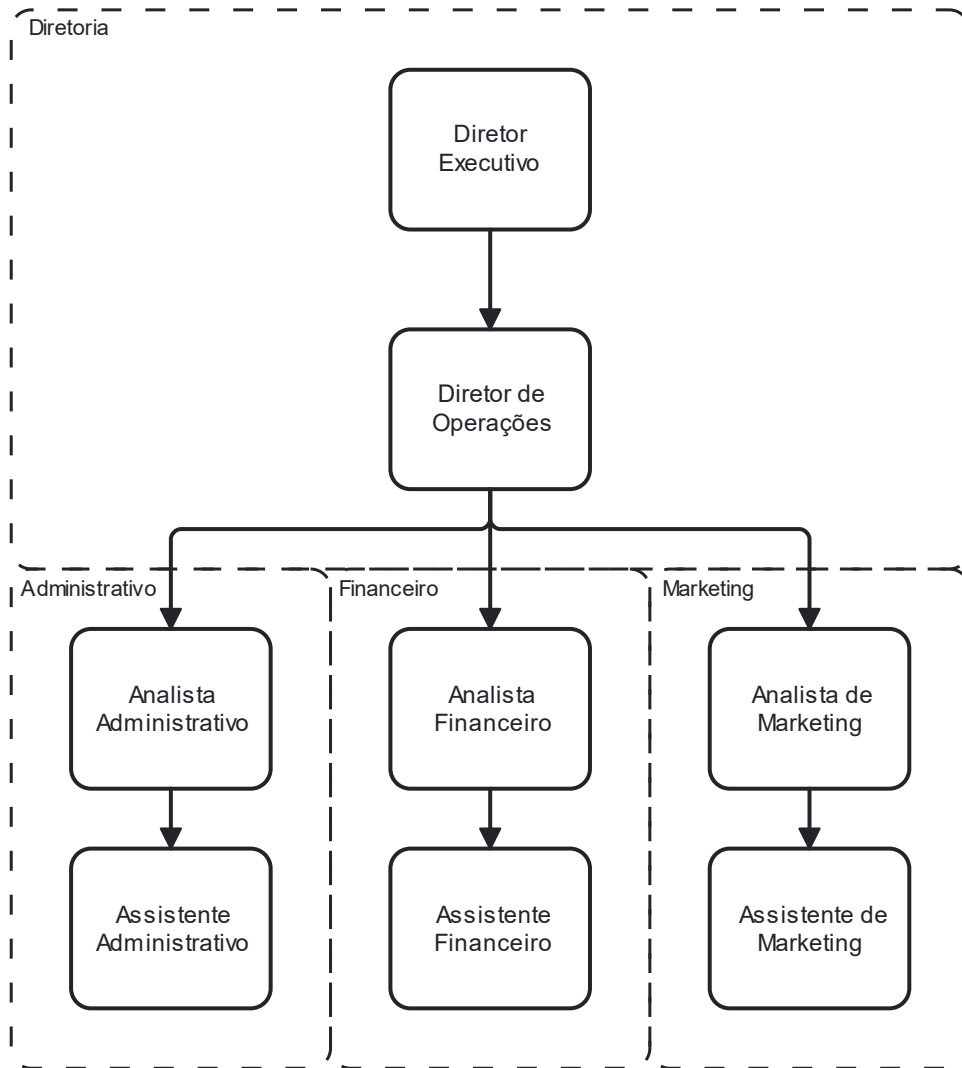 Diretoria
Diretor
Executivo
Diretor de
Operações
Administrativo
Financeiro
Marketing
Analista
Administrativo
Analista
Financeiro
Analista de
Marketing
Assistente
Administrativo
Assistente
Financeiro
Assistente de
Marketing